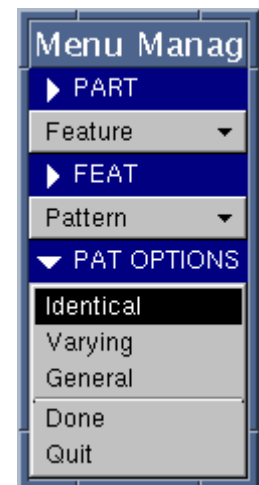 Menu Manag
PART
Feature
FEAT
Pattern
PAT OPTIONS
Identical
Varying
General
Done
Quit